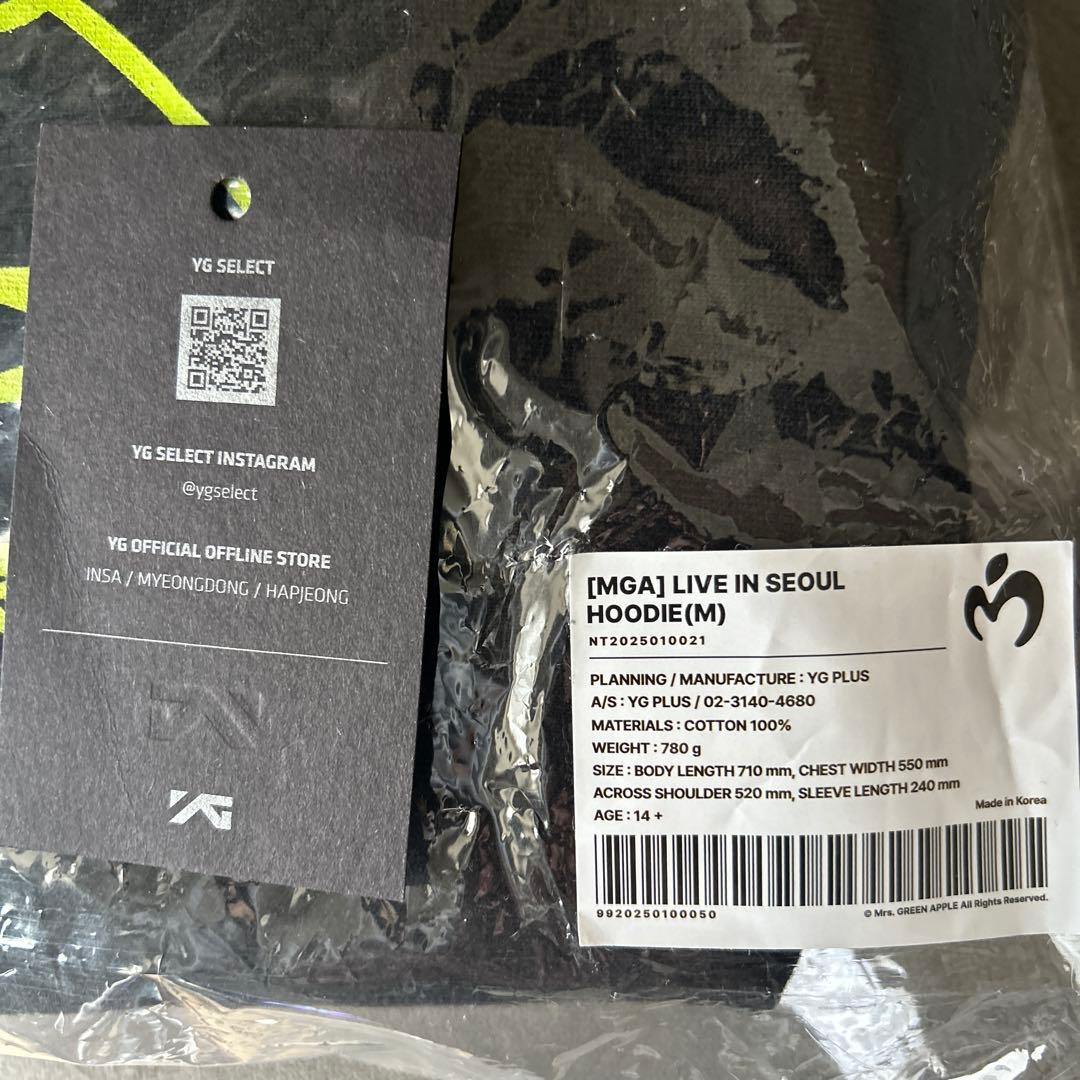 YG SELECT
YG SELECT INSTAGRAM
@ygselect
YG OFFICIAL OFFLINE STORE
INSA / MYEONGDONG / HAPJEONG
YG
[MGA] LIVE IN SEOUL
HOODIE(M)
NT2025010021
PLANNING / MANUFACTURE : YG PLUS
A/S : YG PLUS / 02-3140-4680
MATERIALS : COTTON 100%
WEIGHT : 780 g
SIZE : BODY LENGTH 710 mm, CHEST WIDTH 550 mm
ACROSS SHOULDER 520 mm, SLEEVE LENGTH 240 mm
AGE : 14 +
Made in Korea
9920250100050
© Mrs. GREEN APPLE All Rights Reserved.